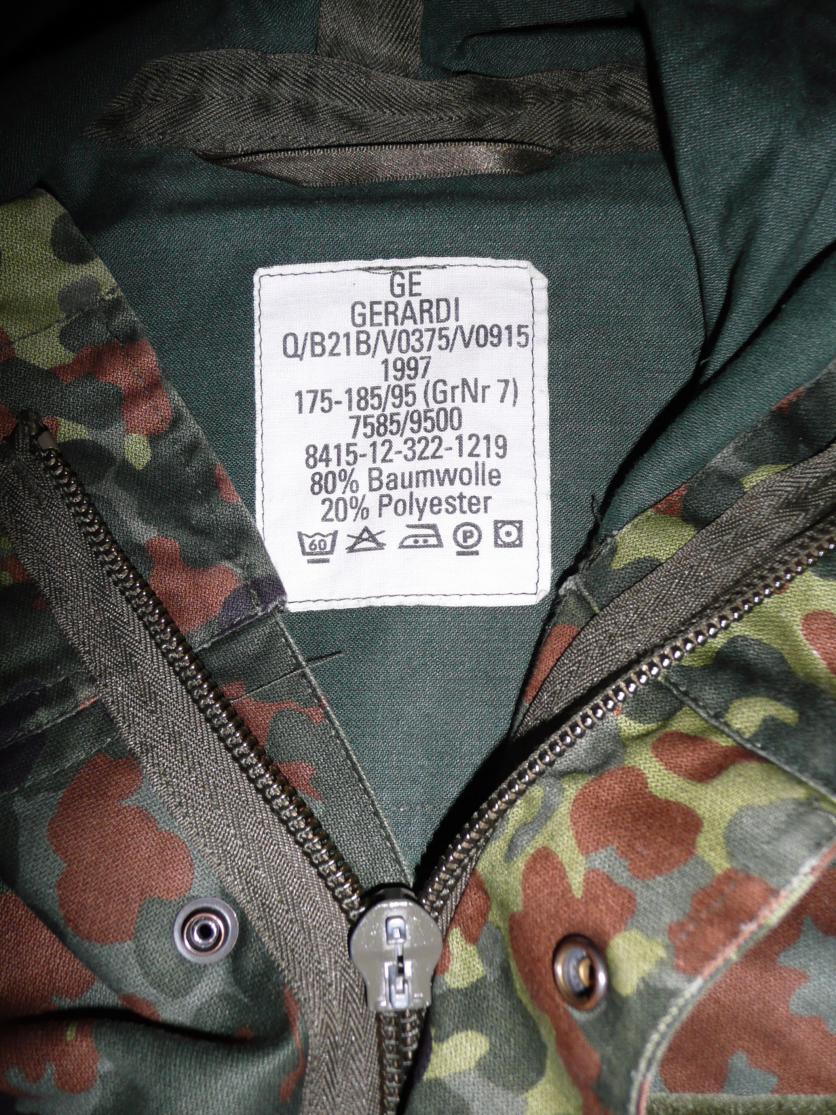 GE
GERARDI
Q/B21B/V0375/V0915
1997
175-185/95 (GrNr 7)
7585/9500
8415-12-322-1219
80% Baumwolle
20% Polyester
60 P